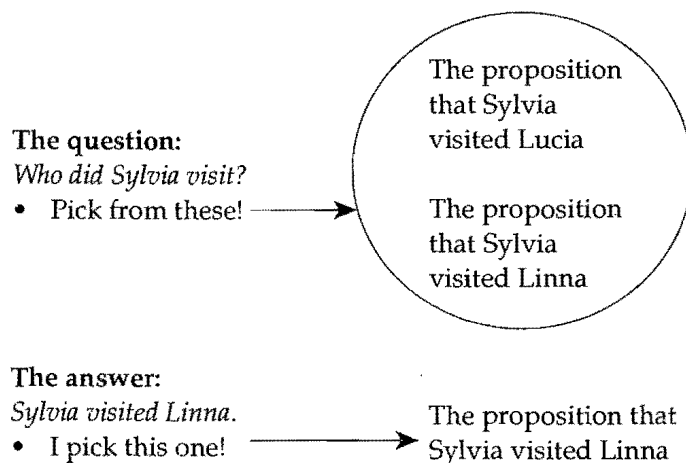 The proposition
that Sylvia
visited Lucia
The question:
Who did Sylvia visit?
• Pick from these!
The proposition
that Sylvia
visited Linna
The answer:
Sylvia visited Linna.
• I pick this one!
The proposition that
Sylvia visited Linna